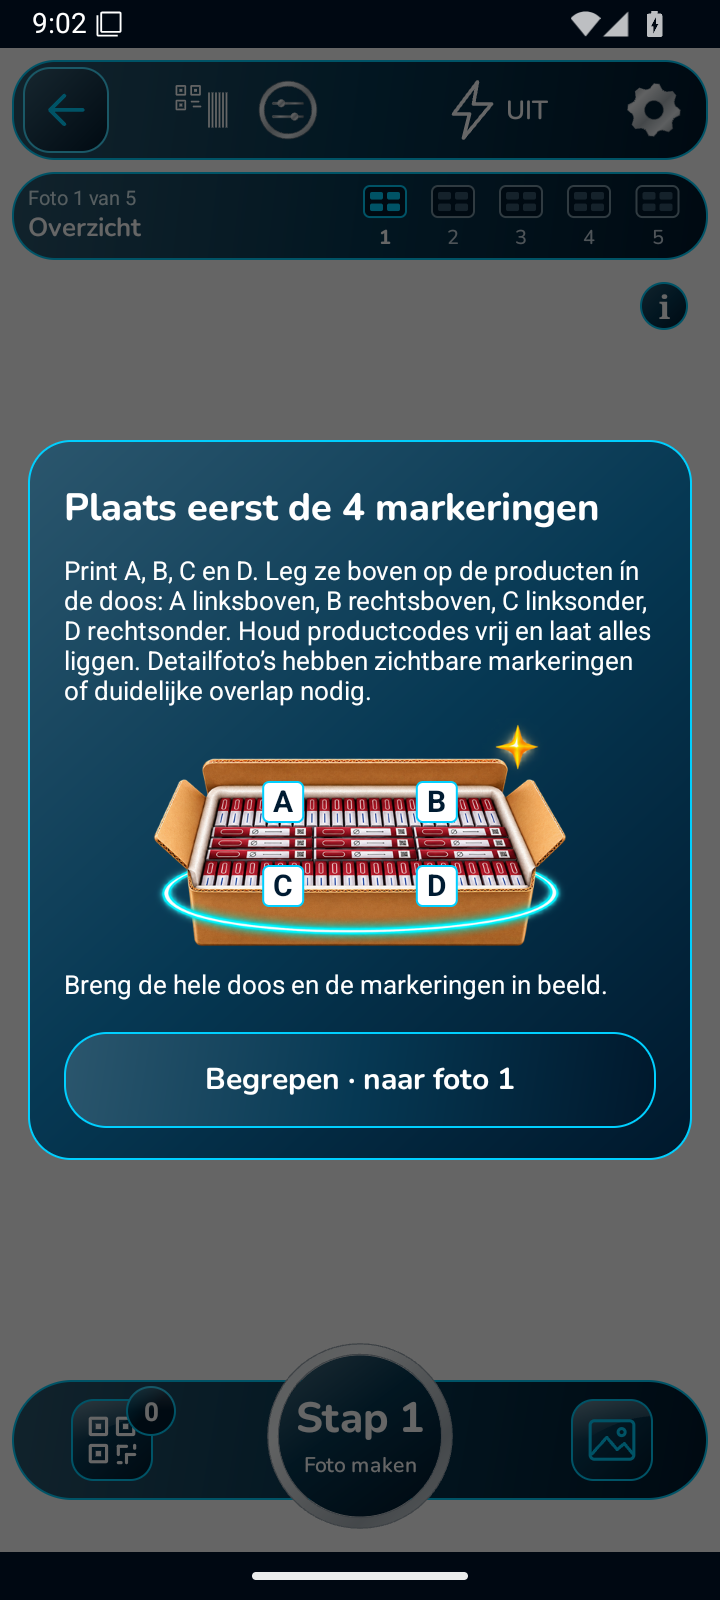 9:02
UIT
Foto 1 van 5
Overzicht
1
2
3
4
5
i
Plaats eerst de 4 markeringen
Print A, B, C en D. Leg ze boven op de producten ín
de doos: A linksboven, B rechtsboven, C linksonder,
D rechtsonder. Houd productcodes vrij en laat alles
liggen. Detailfoto’s hebben zichtbare markeringen
of duidelijke overlap nodig.
A
B
C
D
Breng de hele doos en de markeringen in beeld.
Begrepen · naar foto 1
0
Stap 1
Foto maken